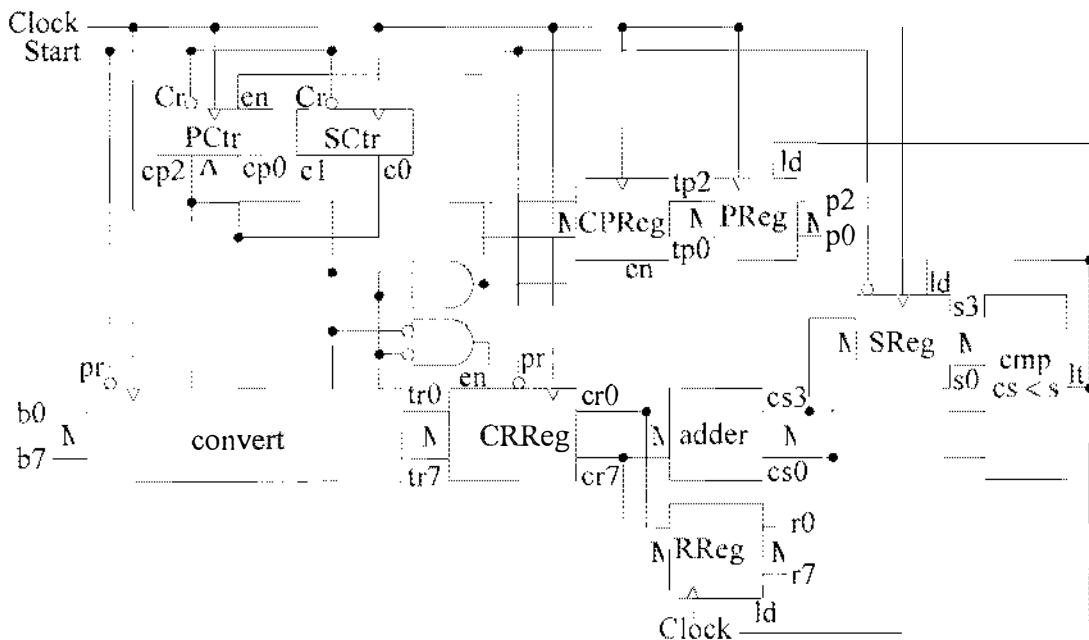 Clock
Start
Cr en Cr
PCtr SCtr
cp2 Λ cp0 c1 c0
ld
tp2 p2
M CPReg M PReg M
tp0 p0
en
ld
s3
M SReg M
cmp
s0 cs < s lt
pr en pr
b0 tr0 cr0 cs3
M convert M CRReg M adder M
b7 tr7 cr7 cs0
r0
M RReg M
r7
ld
Clock